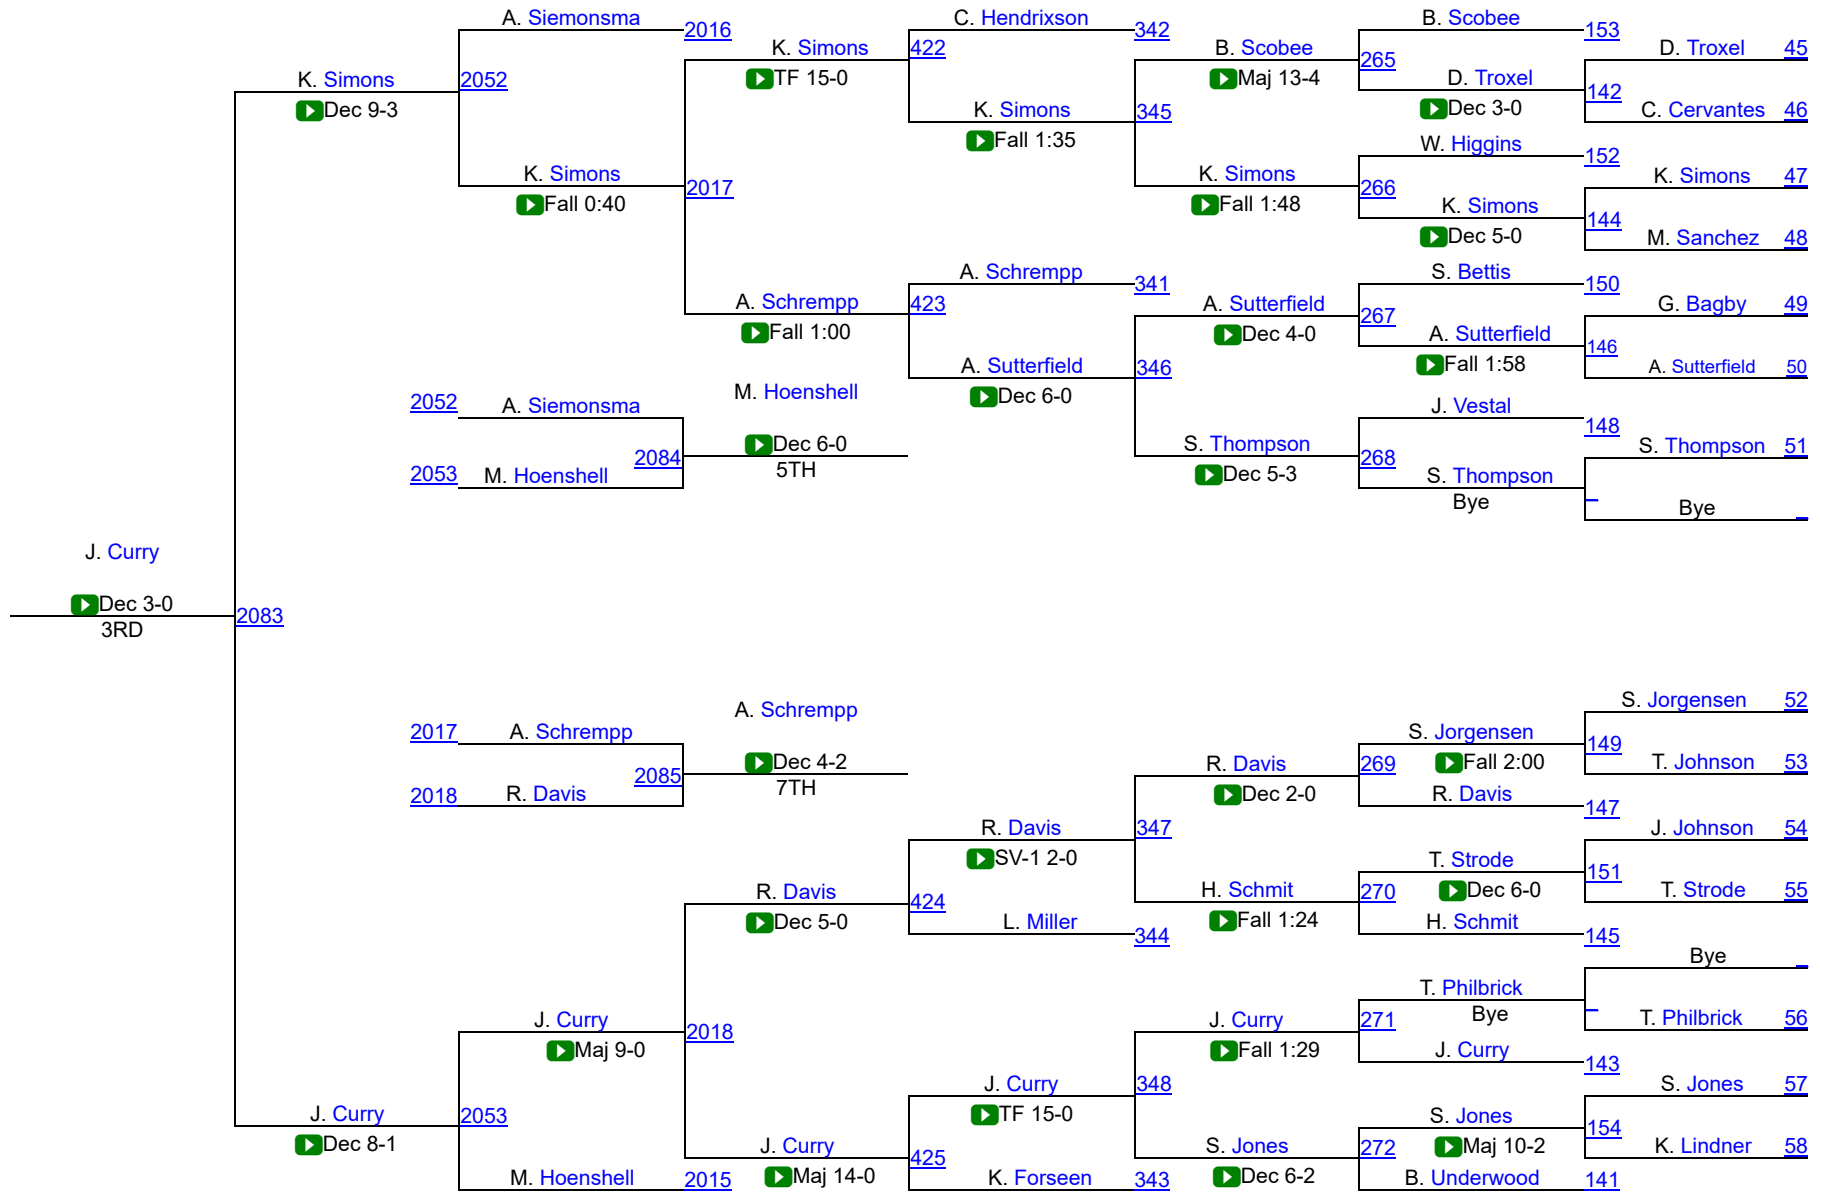 A. Siemonsma
2016
K. Simons
2052
Dec 9-3
K. Simons
Fall 0:40
2017
K. Simons
TF 15-0
422
C. Hendrixson
342
K. Simons
Fall 1:35
345
B. Scobee
Maj 13-4
265
B. Scobee
153
D. Troxel
Dec 3-0
142
D. Troxel 45
C. Cervantes 46
K. Simons
Fall 1:48
266
W. Higgins
152
K. Simons
Dec 5-0
144
K. Simons 47
M. Sanchez 48
A. Schrempp
Fall 1:00
423
A. Schrempp
341
A. Sutterfield
Dec 6-0
346
A. Sutterfield
Dec 4-0
267
S. Bettis
150
A. Sutterfield
Fall 1:58
146
G. Bagby 49
A. Sutterfield 50
S. Thompson
Dec 5-3
268
J. Vestal
148
S. Thompson
Bye
S. Thompson 51
Bye
2052 A. Siemonsma
2053 M. Hoenshell
2084
M. Hoenshell
Dec 6-0
5TH
J. Curry
Dec 3-0
3RD
2083
2017 A. Schrempp
2018 R. Davis
2085
A. Schrempp
Dec 4-2
7TH
R. Davis
Dec 5-0
424
R. Davis
SV-1 2-0
347
R. Davis
Dec 2-0
269
S. Jorgensen
Fall 2:00
149
S. Jorgensen 52
T. Johnson 53
R. Davis
147
H. Schmit
Fall 1:24
270
T. Strode
Dec 6-0
151
J. Johnson 54
T. Strode 55
H. Schmit
145
L. Miller
344
J. Curry
Maj 9-0
2018
J. Curry
Maj 14-0
425
J. Curry
TF 15-0
348
J. Curry
Fall 1:29
271
T. Philbrick
Bye
Bye
T. Philbrick 56
J. Curry
143
S. Jones
Dec 6-2
272
S. Jones
Maj 10-2
154
S. Jones 57
K. Lindner 58
B. Underwood
141
K. Forseen
343
J. Curry
Dec 8-1
2053
M. Hoenshell
2015